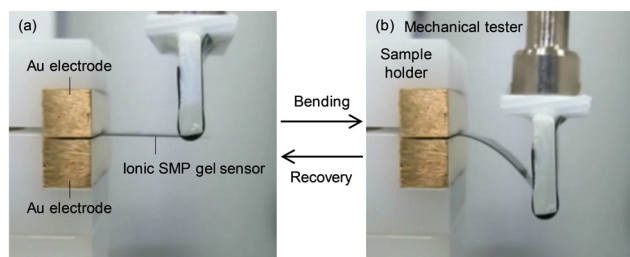 (a)
Au electrode
Ionic SMP gel sensor
Au electrode
Bending
Recovery
(b) Mechanical tester
Sample
holder